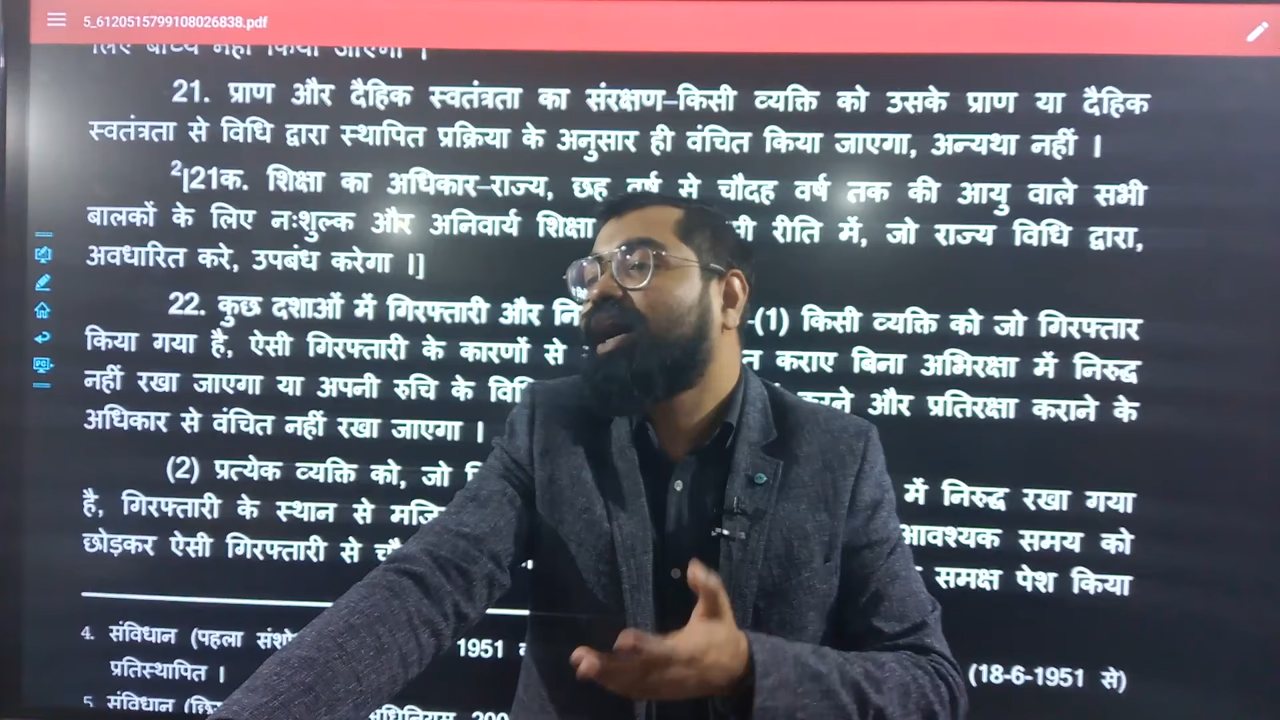 5_6120515799108026838.pdf
लिए बाध्य नहीं किया जाएगा ।
21. प्राण और दैहिक स्वतंत्रता का संरक्षण–किसी व्यक्ति को उसके प्राण या दैहिक
स्वतंत्रता से विधि द्वारा स्थापित प्रक्रिया के अनुसार ही वंचित किया जाएगा, अन्यथा नहीं ।
2[21क. शिक्षा का अधिकार–राज्य, छह वर्ष से चौदह वर्ष तक की आयु वाले सभी
बालकों के लिए नःशुल्क और अनिवार्य शिक्षा रीति में, जो राज्य विधि द्वारा,
अवधारित करे, उपबंध करेगा ।]
22. कुछ दशाओं में गिरफ्तारी और (1) किसी व्यक्ति को जो गिरफ्तार
किया गया है, ऐसी गिरफ्तारी के कारणों से कराए बिना अभिरक्षा में निरुद्ध
नहीं रखा जाएगा या अपनी रुचि के करने और प्रतिरक्षा कराने के
अधिकार से वंचित नहीं रखा जाएगा ।
(2) प्रत्येक व्यक्ति को, जो में निरुद्ध रखा गया
है, गिरफ्तारी के स्थान से आवश्यक समय को
छोड़कर ऐसी गिरफ्तारी से समक्ष पेश किया
4. संविधान (पहला 1951 (18-6-1951 से)
प्रतिस्थापित ।
5. संविधान